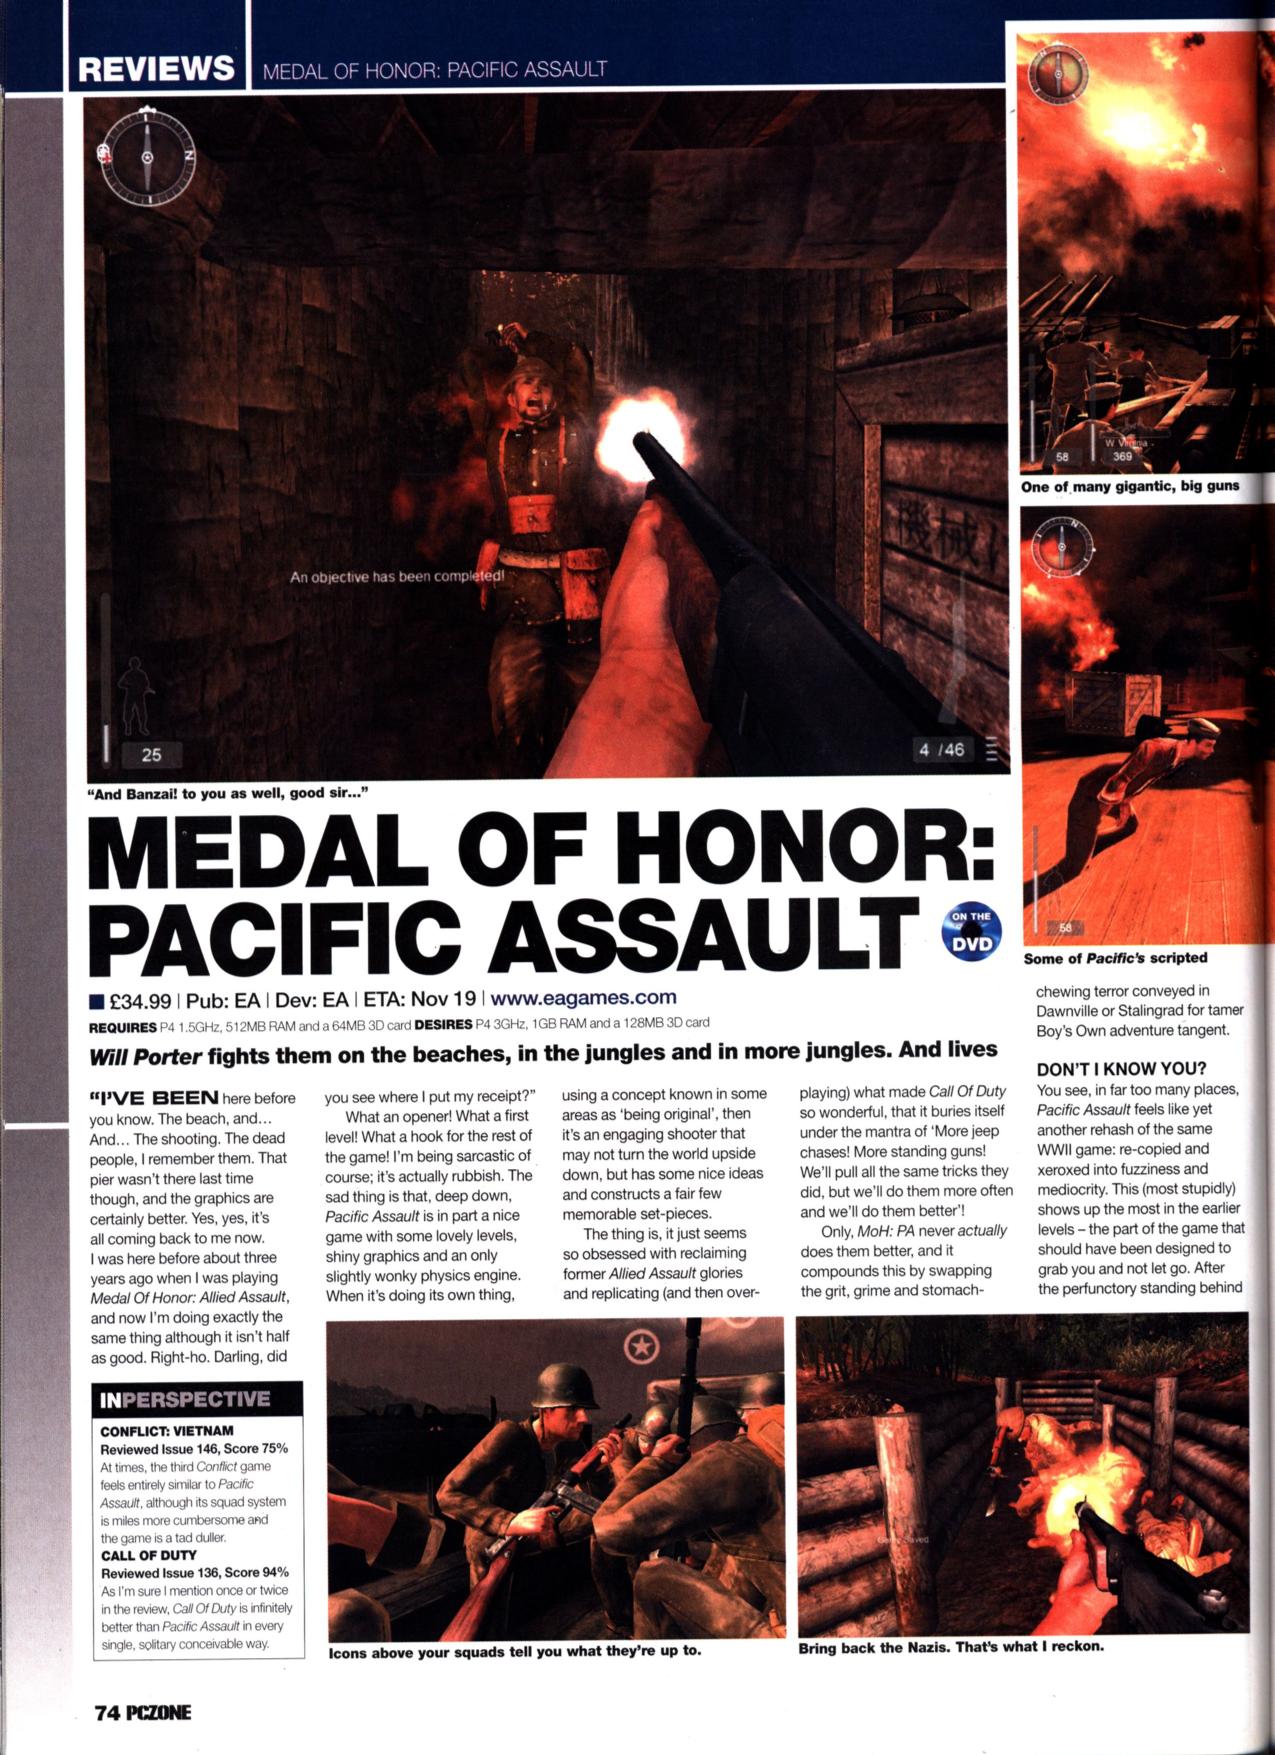 REVIEWS
MEDAL OF HONOR: PACIFIC ASSAULT
N
An objective has been completed!
機械
25
4 /46
"And Banzai! to you as well, good sir..."
N
W Virginia
58
369
One of many gigantic, big guns
N
58
Some of Pacific's scripted
MEDAL OF HONOR:
PACIFIC ASSAULT
ON THE
DVD
£34.99 | Pub: EA | Dev: EA | ETA: Nov 19 | www.eagames.com
REQUIRES P4 1.5GHz, 512MB RAM and a 64MB 3D card DESIRES P4 3GHz, 1GB RAM and a 128MB 3D card
Will Porter fights them on the beaches, in the jungles and in more jungles. And lives
"I'VE BEEN here before
you know. The beach, and...
And... The shooting. The dead
people, I remember them. That
pier wasn't there last time
though, and the graphics are
certainly better. Yes, yes, it's
all coming back to me now.
I was here before about three
years ago when I was playing
Medal Of Honor: Allied Assault,
and now I'm doing exactly the
same thing although it isn't half
as good. Right-ho. Darling, did
you see where I put my receipt?"
What an opener! What a first
level! What a hook for the rest of
the game! I'm being sarcastic of
course; it's actually rubbish. The
sad thing is that, deep down,
Pacific Assault is in part a nice
game with some lovely levels,
shiny graphics and an only
slightly wonky physics engine.
When it's doing its own thing,
using a concept known in some
areas as 'being original', then
it's an engaging shooter that
may not turn the world upside
down, but has some nice ideas
and constructs a fair few
memorable set-pieces.
The thing is, it just seems
so obsessed with reclaiming
former Allied Assault glories
and replicating (and then over-
playing) what made Call Of Duty
so wonderful, that it buries itself
under the mantra of 'More jeep
chases! More standing guns!
We'll pull all the same tricks they
did, but we'll do them more often
and we'll do them better'!
Only, MoH: PA never actually
does them better, and it
compounds this by swapping
the grit, grime and stomach-
chewing terror conveyed in
Dawnville or Stalingrad for tamer
Boy's Own adventure tangent.
DON'T I KNOW YOU?
You see, in far too many places,
Pacific Assault feels like yet
another rehash of the same
WWII game: re-copied and
xeroxed into fuzziness and
mediocrity. This (most stupidly)
shows up the most in the earlier
levels – the part of the game that
should have been designed to
grab you and not let go. After
the perfunctory standing behind
INPERSPECTIVE
CONFLICT: VIETNAM
Reviewed Issue 146, Score 75%
At times, the third Conflict game
feels entirely similar to Pacific
Assault, although its squad system
is miles more cumbersome and
the game is a tad duller.
CALL OF DUTY
Reviewed Issue 136, Score 94%
As I'm sure I mention once or twice
in the review, Call Of Duty is infinitely
better than Pacific Assault in every
single, solitary conceivable way.
Icons above your squads tell you what they're up to.
Game Saved
Bring back the Nazis. That's what I reckon.
74 PCZONE